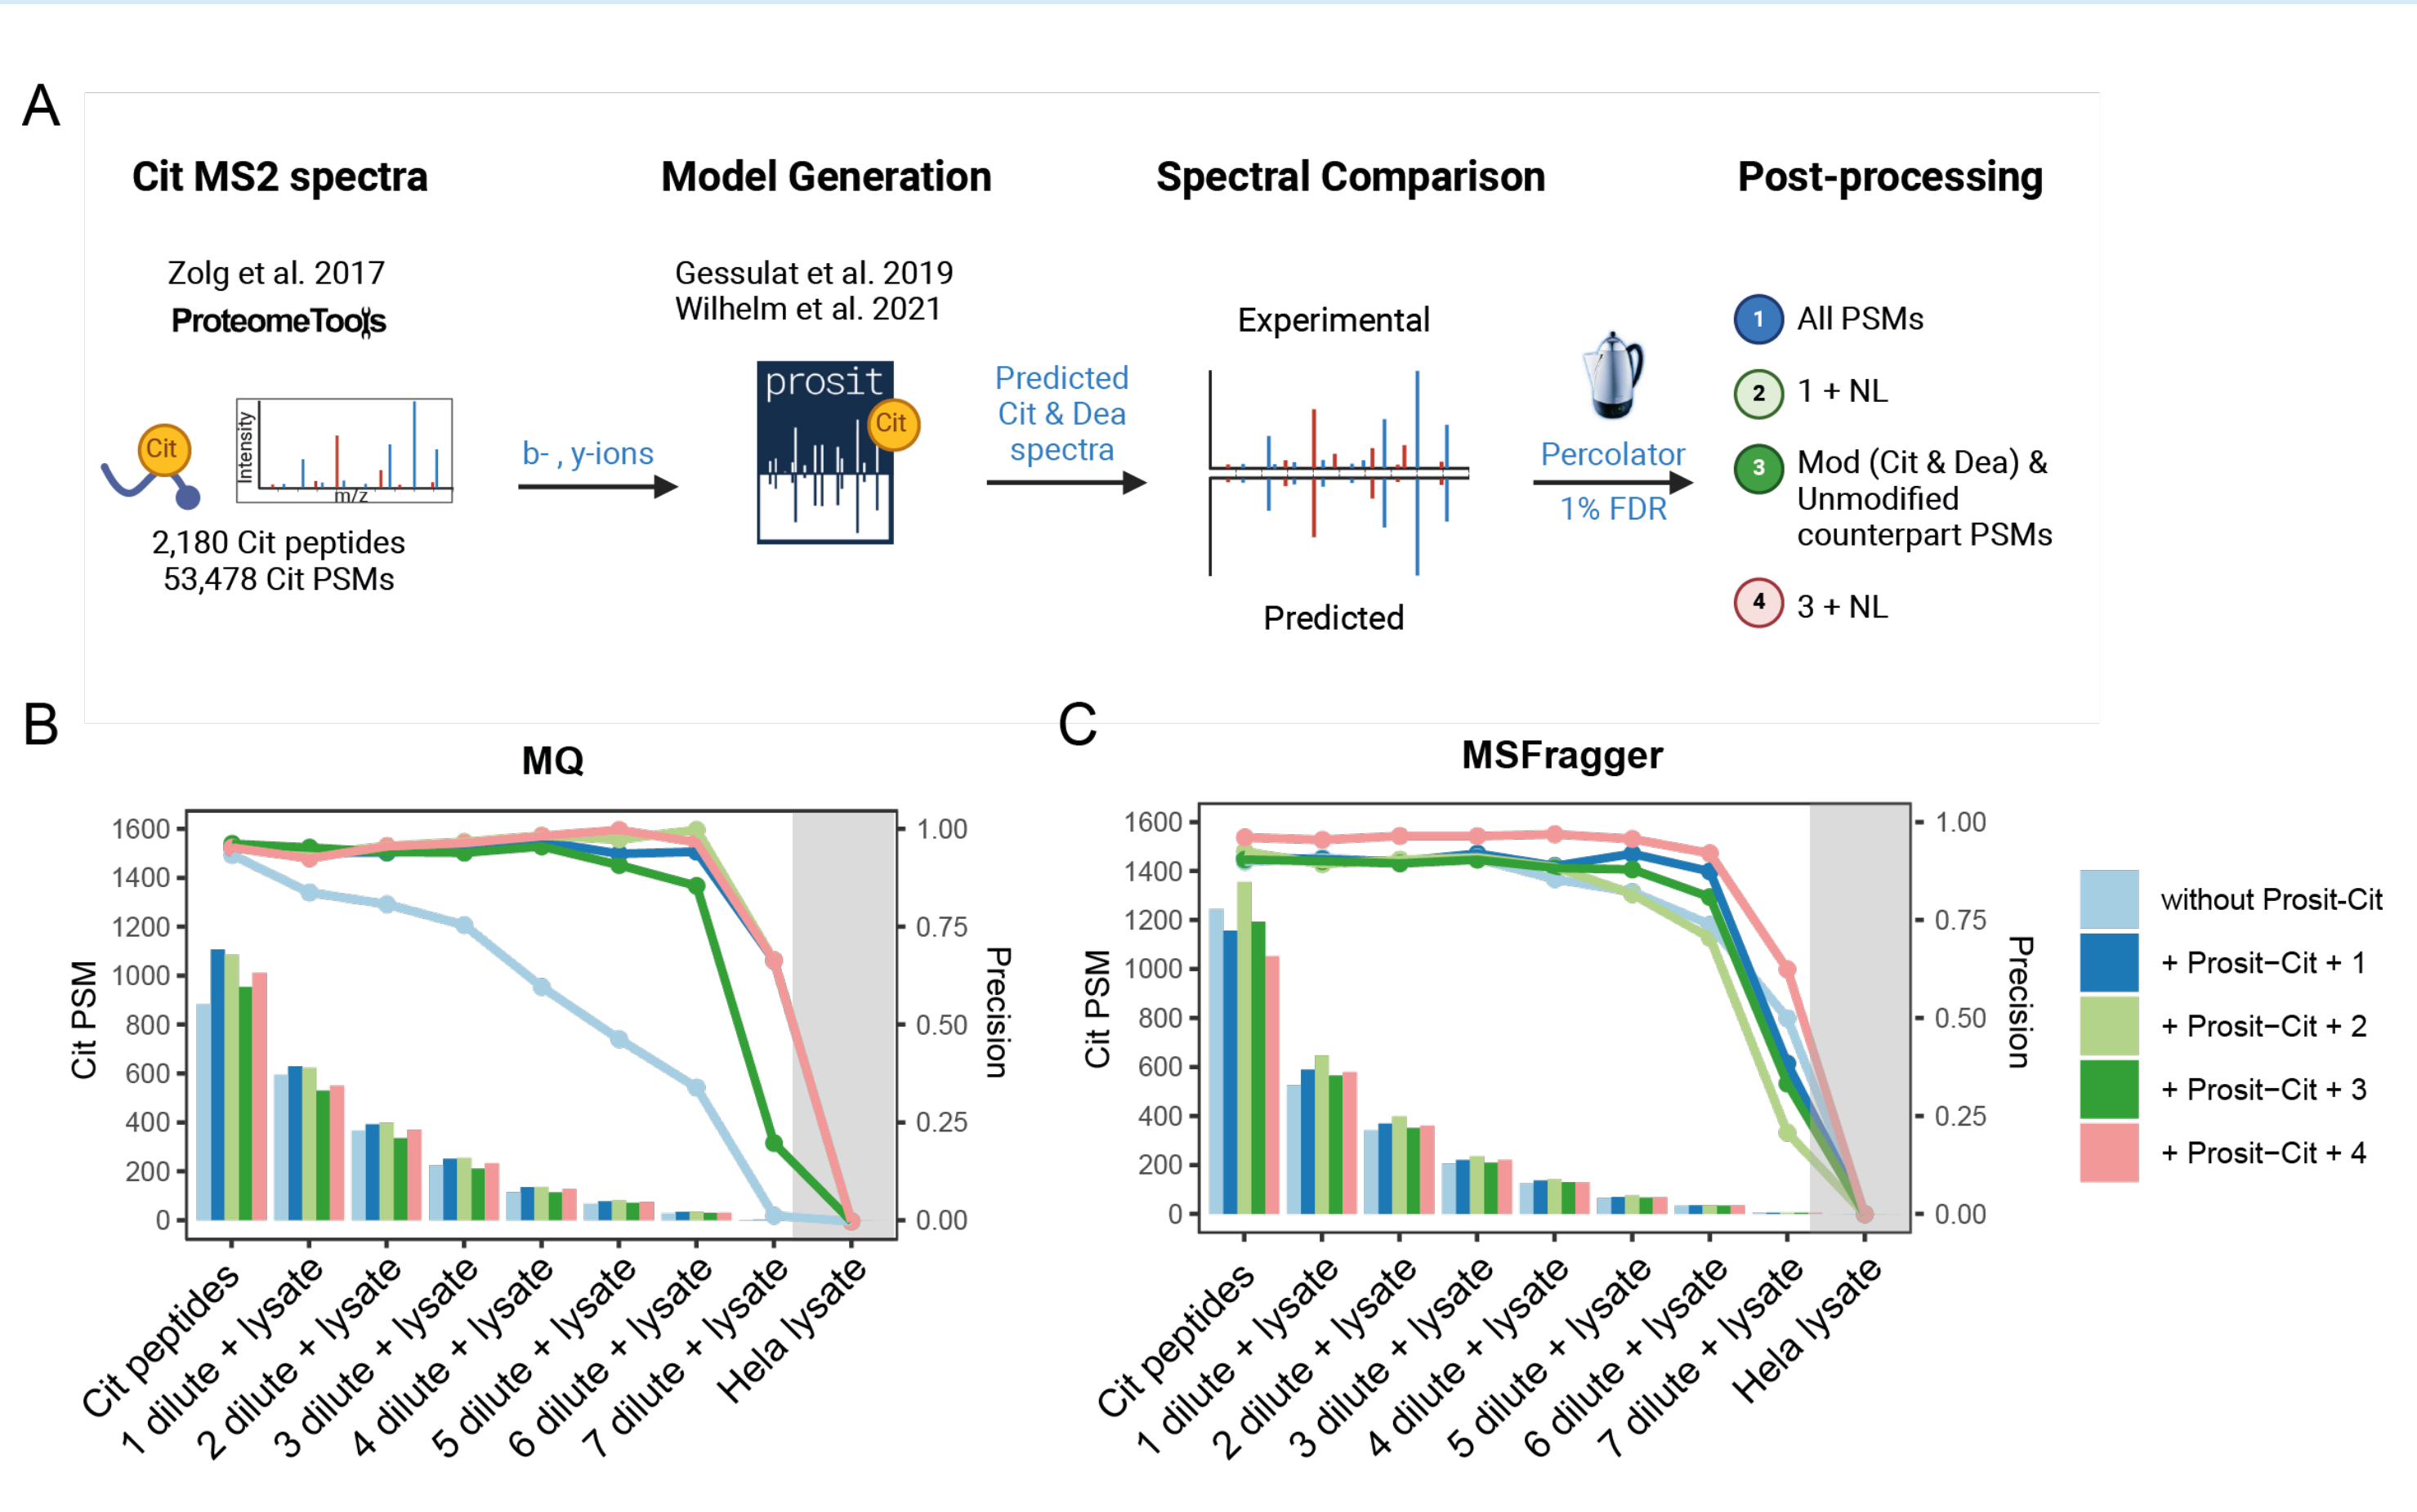 A
Cit MS2 spectra
Model Generation
Spectral Comparison
Post-processing
Zolg et al. 2017
ProteomeTools
Cit
Intensity
m/z
2,180 Cit peptides
53,478 Cit PSMs
b- , y-ions
Gessulat et al. 2019
Wilhelm et al. 2021
prosit
Cit
Predicted
Cit & Dea
spectra
Experimental
Predicted
Percolator
1% FDR
1 All PSMs
2 1 + NL
3 Mod (Cit & Dea) &
Unmodified
counterpart PSMs
4 3 + NL
B
MQ
Cit PSM
1600
1400
1200
1000
800
600
400
200
0
1.00
0.75
0.50
0.25
0.00
Precision
Cit peptides
1 dilute + lysate
2 dilute + lysate
3 dilute + lysate
4 dilute + lysate
5 dilute + lysate
6 dilute + lysate
7 dilute + lysate
Hela lysate
C
MSFragger
Cit PSM
1600
1400
1200
1000
800
600
400
200
0
1.00
0.75
0.50
0.25
0.00
Precision
Cit peptides
1 dilute + lysate
2 dilute + lysate
3 dilute + lysate
4 dilute + lysate
5 dilute + lysate
6 dilute + lysate
7 dilute + lysate
Hela lysate
without Prosit-Cit
+ Prosit−Cit + 1
+ Prosit−Cit + 2
+ Prosit−Cit + 3
+ Prosit−Cit + 4